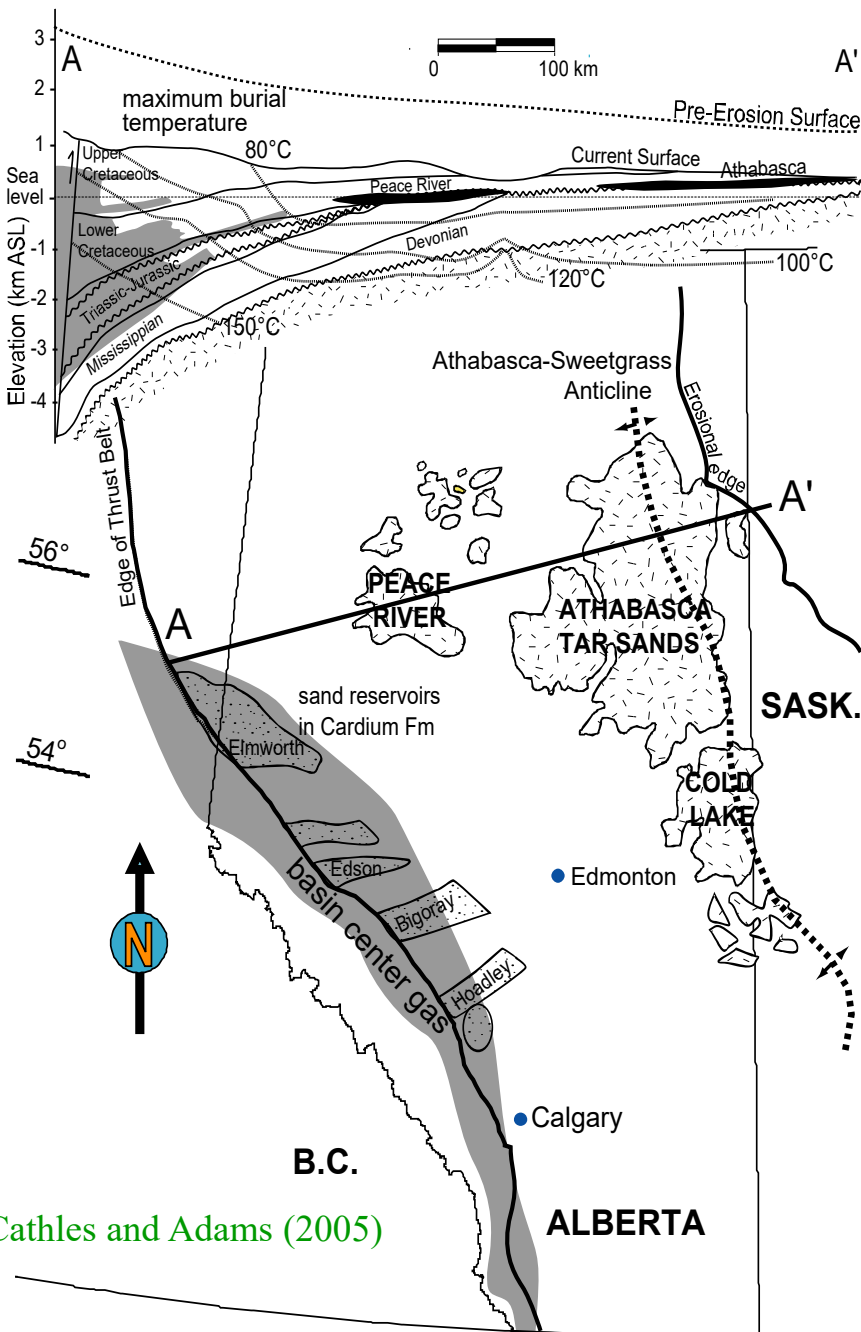 3
A
0
100 km
A'
2
maximum burial
temperature
Pre-Erosion Surface
1
Upper
Cretaceous
80°C
Current Surface
Athabasca
Sea
level
0
Peace River
Lower
Cretaceous
Devonian
-1
100°C
120°C
-2
Triassic-Jurassic
150°C
-3
Mississippian
-4
Elevation (km ASL)
Athabasca-Sweetgrass
Anticline
Erosional edge
Edge of Thrust Belt
A'
56°
PEACE
RIVER
ATHABASCA
TAR SANDS
A
sand reservoirs
in Cardium Fm
SASK.
Elmworth
54°
COLD
LAKE
Edson
Edmonton
basin center gas
Bigoray
N
Hoadley
Calgary
B.C.
ALBERTA
Cathles and Adams (2005)